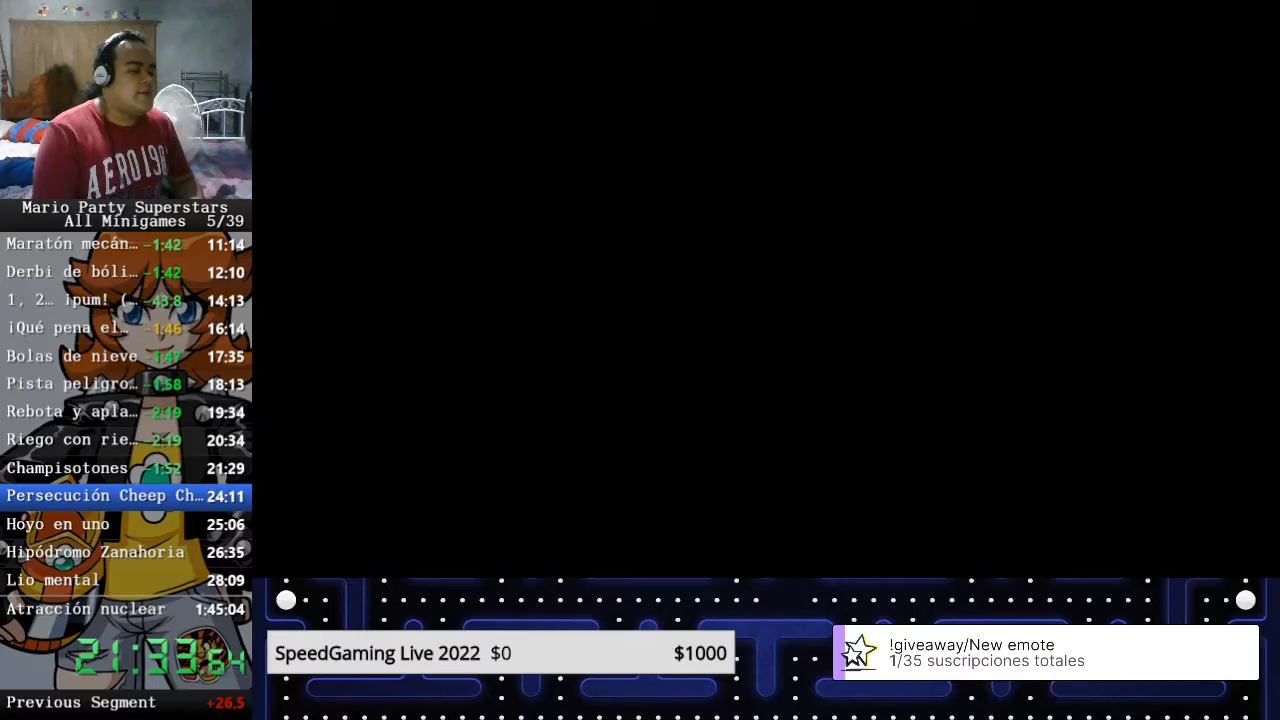 AERO198
Mario Party Superstars
All Minigames 5/39
Maratón mecán… −1:42 11:14
Derbi de bóli… −1:42 12:10
1, 2… ¡pum! (… −43,8 14:13
¡Qué pena el… −1:46 16:14
Bolas de nieve −1:47 17:35
Pista peligro… −1:58 18:13
Rebota y apla… −2:19 19:34
Riego con rie… −2:19 20:34
Champisotones −1:52 21:29
Persecución Cheep Ch… 24:11
Hoyo en uno 25:06
Hipódromo Zanahoria 26:35
Lio mental 28:09
Atracción nuclear 1:45:04
21:33.64
Previous Segment +26,5
SpeedGaming Live 2022 $0 $1000
!giveaway/New emote
1/35 suscripciones totales